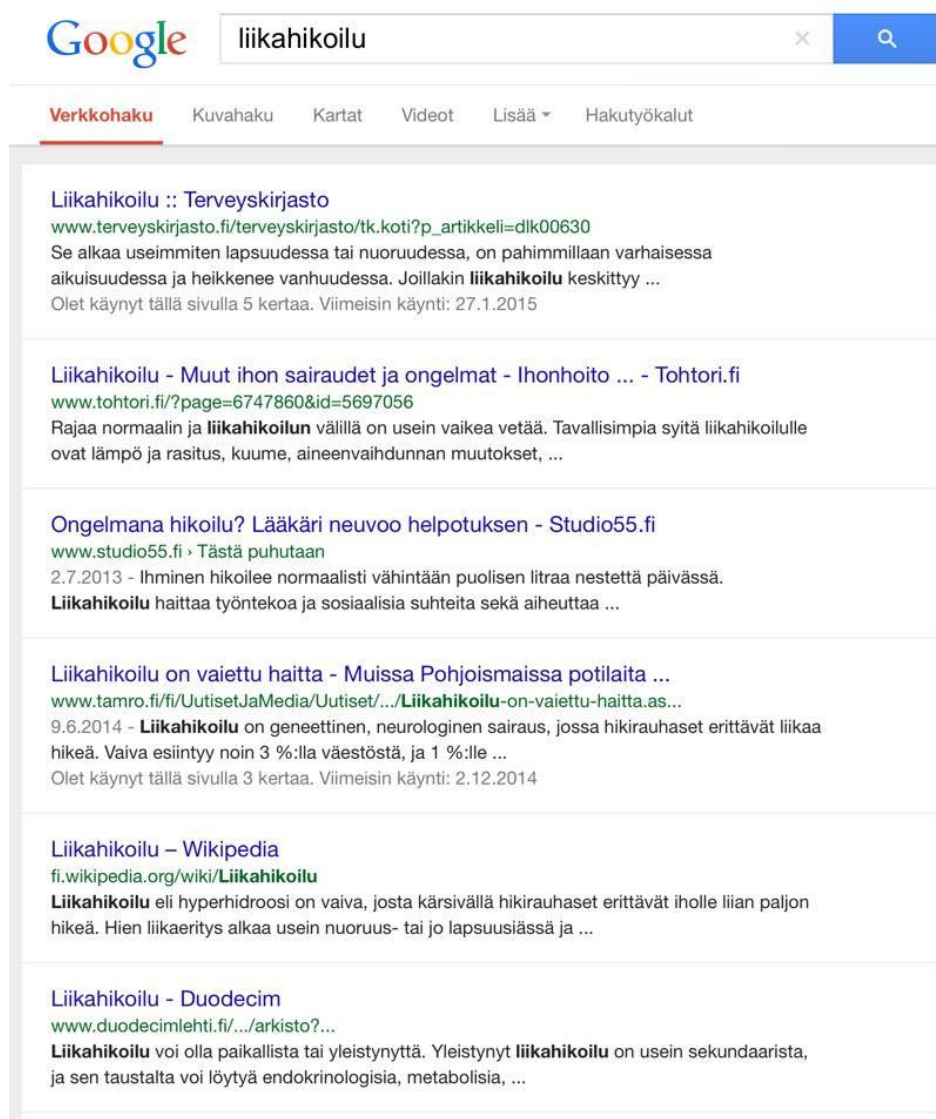 Google liikahikoilu ×
Verkkohaku Kuvahaku Kartat Videot Lisää Hakutyökalut
Liikahikoilu :: Terveyskirjasto
www.terveyskirjasto.fi/terveyskirjasto/tk.koti?p_artikkeli=dlk00630
Se alkaa useimmiten lapsuudessa tai nuoruudessa, on pahimmillaan varhaisessa
aikuisuudessa ja heikkenee vanhuudessa. Joillakin liikahikoilu keskittyy ...
Olet käynyt tällä sivulla 5 kertaa. Viimeisin käynti: 27.1.2015
Liikahikoilu - Muut ihon sairaudet ja ongelmat - Ihonhoito ... - Tohtori.fi
www.tohtori.fi/?page=6747860&id=5697056
Rajaa normaalin ja liikahikoilun välillä on usein vaikea vetää. Tavallisimpia syitä liikahikoilulle
ovat lämpö ja rasitus, kuume, aineenvaihdunnan muutokset, ...
Ongelmana hikoilu? Lääkäri neuvoo helpotuksen - Studio55.fi
www.studio55.fi › Tästä puhutaan
2.7.2013 - Ihminen hikoilee normaalisti vähintään puolisen litraa nestettä päivässä.
Liikahikoilu haittaa työntekoa ja sosiaalisia suhteita sekä aiheuttaa ...
Liikahikoilu on vaiettu haitta - Muissa Pohjoismaissa potilaita ...
www.tamro.fi/fi/UutisetJaMedia/Uutiset/.../Liikahikoilu-on-vaiettu-haitta.as...
9.6.2014 - Liikahikoilu on geneettinen, neurologinen sairaus, jossa hikirauhaset erittävät liikaa
hikeä. Vaiva esiintyy noin 3 %:lla väestöstä, ja 1 %:lle ...
Olet käynyt tällä sivulla 3 kertaa. Viimeisin käynti: 2.12.2014
Liikahikoilu – Wikipedia
fi.wikipedia.org/wiki/Liikahikoilu
Liikahikoilu eli hyperhidroosi on vaiva, josta kärsivällä hikirauhaset erittävät iholle liian paljon
hikeä. Hien liikaeritys alkaa usein nuoruus- tai jo lapsuusiässä ja ...
Liikahikoilu - Duodecim
www.duodecimlehti.fi/.../arkisto?...
Liikahikoilu voi olla paikallista tai yleistynyttä. Yleistynyt liikahikoilu on usein sekundaarista,
ja sen taustalta voi löytyä endokrinologisia, metabolisia, ...